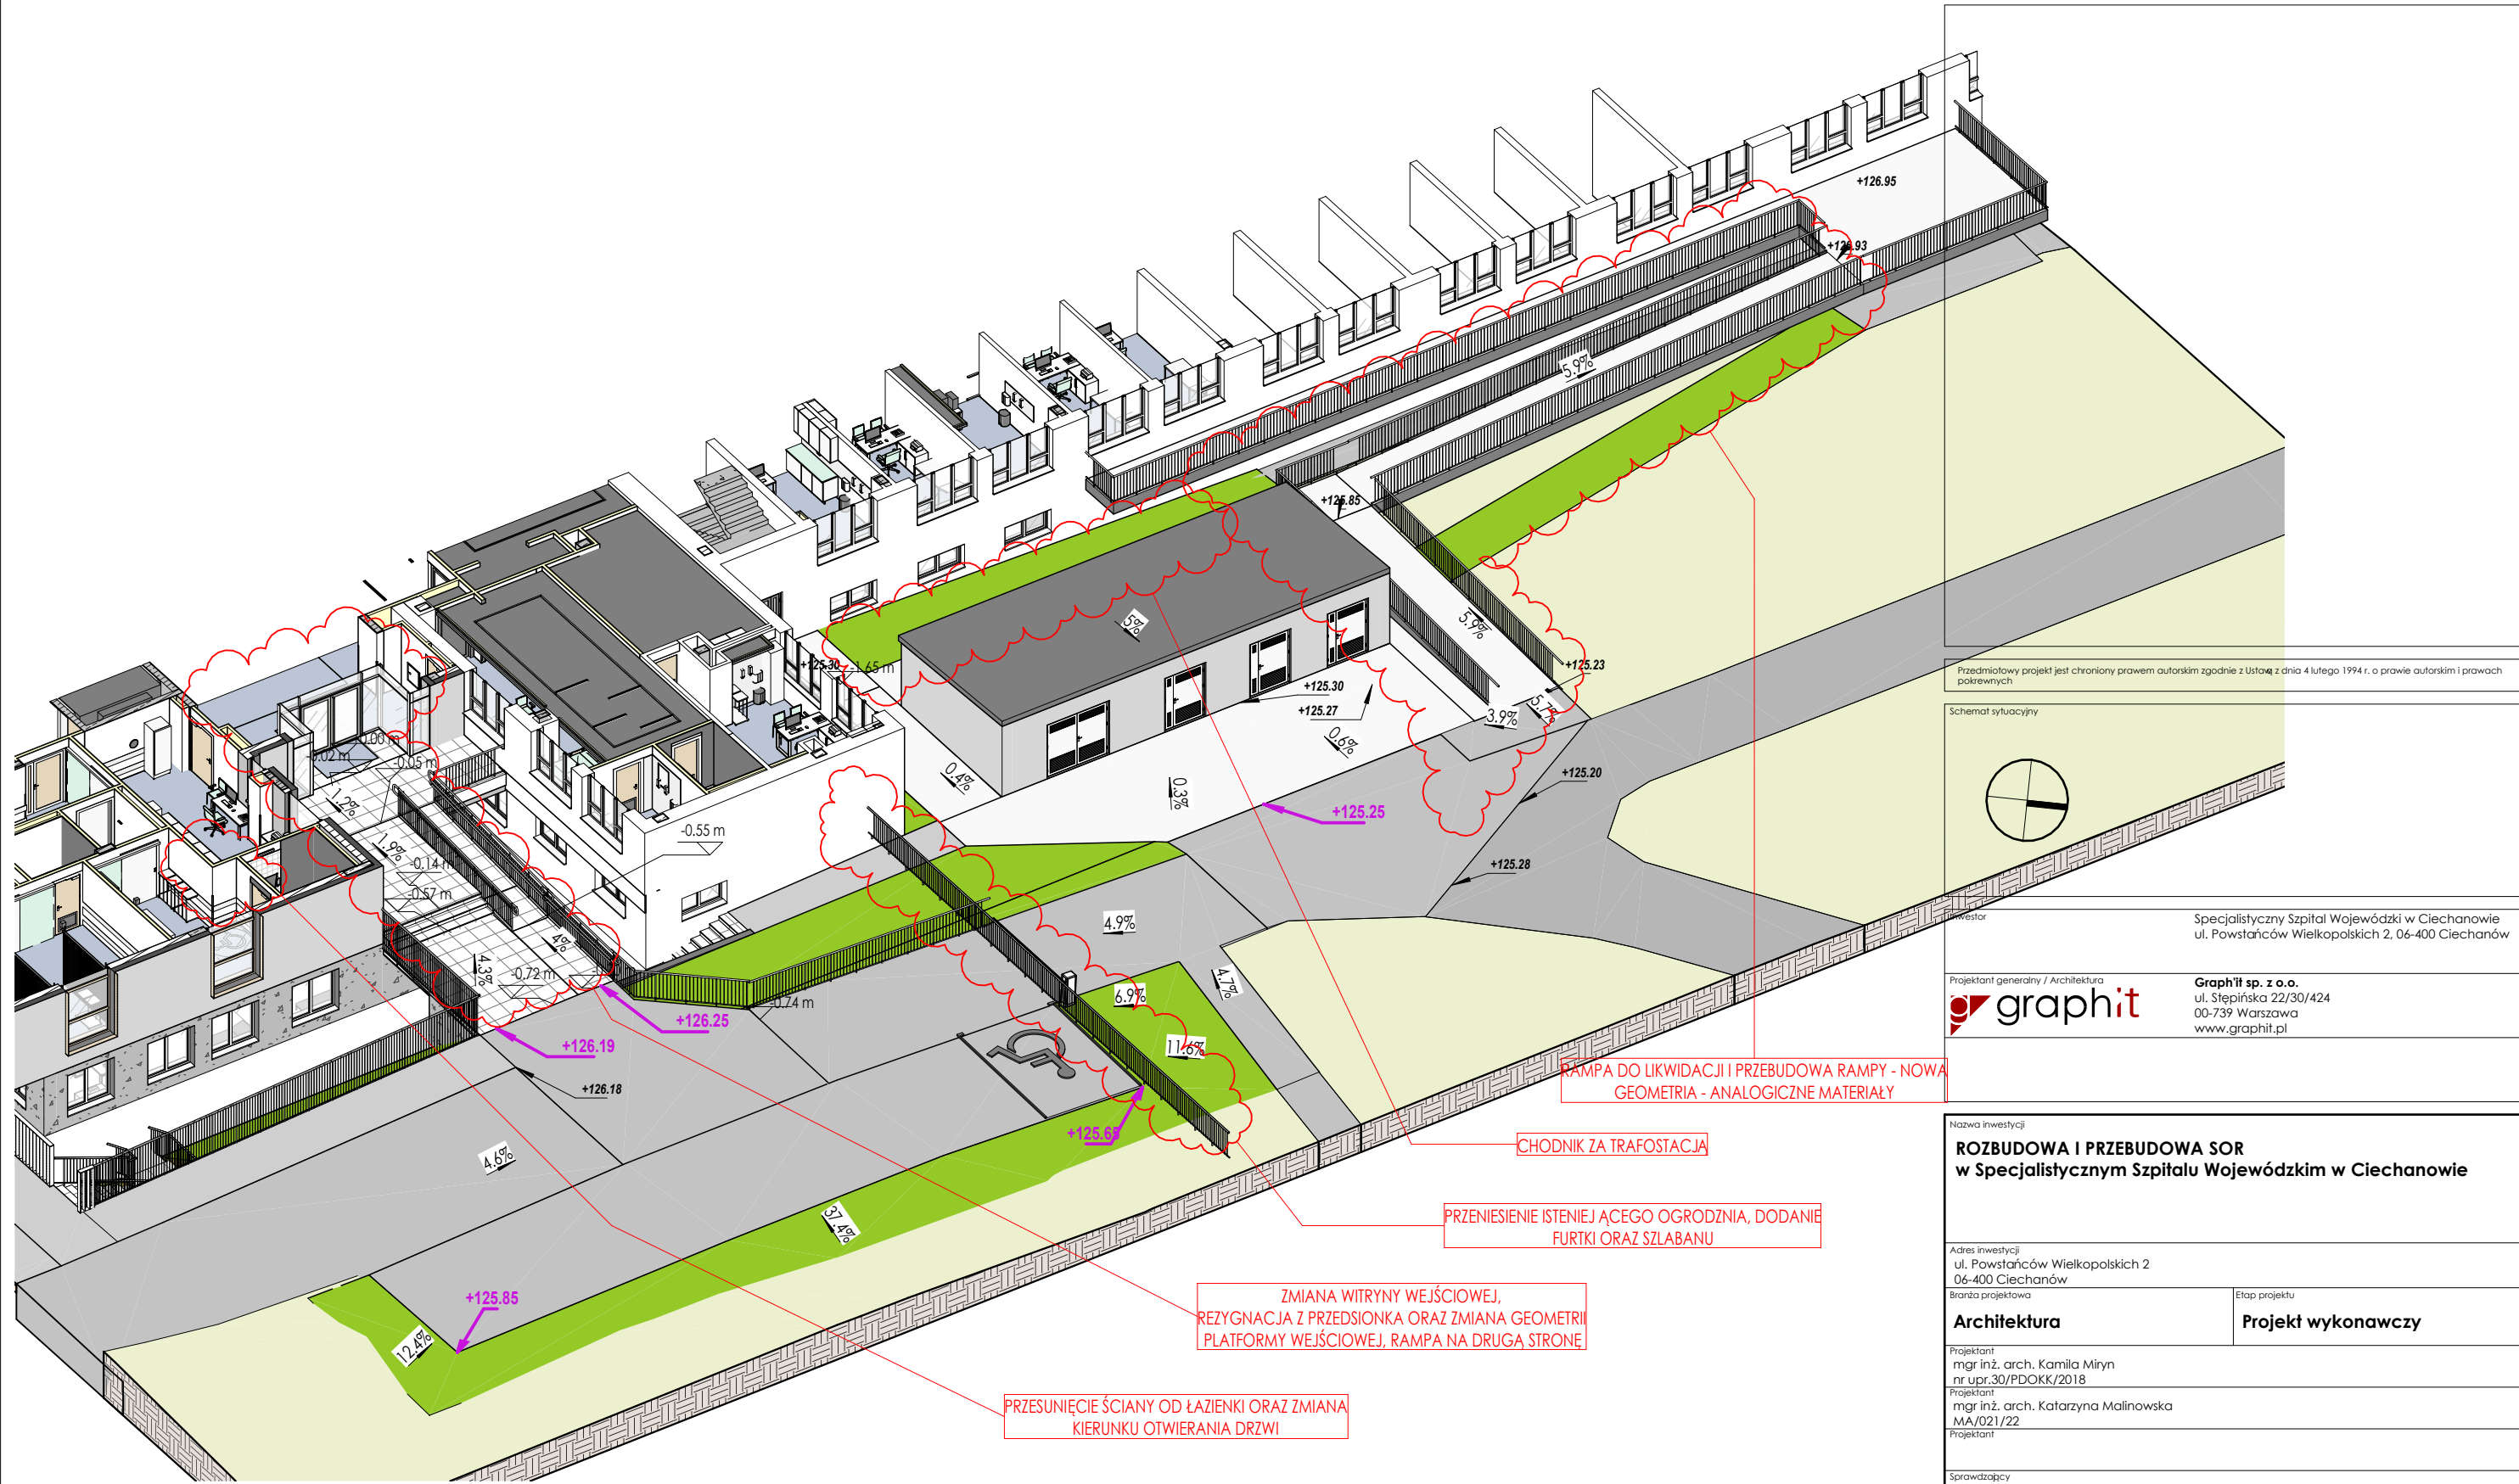 +126.95
+126.93
5.9%
+125.85
5%
5.9%
+125.23
+125.30
-1.65 m
+125.30
+125.27
5.7%
3.9%
0.6%
0.4%
0.3%
+125.20
+125.25
+125.28
0.00 m
-0.02 m
-0.05 m
1.2%
1.9%
-0.14 m
-0.57 m
-0.55 m
4%
4.3%
-0.72 m
-0.74 m
4.9%
4.7%
6.9%
11.6%
+126.25
+126.19
+126.18
+125.65
4.6%
37.4%
+125.85
12.4%
RAMPA DO LIKWIDACJI I PRZEBUDOWA RAMPY - NOWA
GEOMETRIA - ANALOGICZNE MATERIAŁY
CHODNIK ZA TRAFOSTACJĄ
PRZENIESIENIE ISTENIEJĄCEGO OGRODZNIA, DODANIE
FURTKI ORAZ SZLABANU
ZMIANA WITRYNY WEJŚCIOWEJ,
REZYGNACJA Z PRZEDSIONKA ORAZ ZMIANA GEOMETRII
PLATFORMY WEJŚCIOWEJ, RAMPA NA DRUGĄ STRONĘ
PRZESUNIĘCIE ŚCIANY OD ŁAZIENKI ORAZ ZMIANA
KIERUNKU OTWIERANIA DRZWI
Przedmiotowy projekt jest chroniony prawem autorskim zgodnie z Ustawą z dnia 4 lutego 1994 r. o prawie autorskim i prawach
pokrewnych
Schemat sytuacyjny
Inwestor
Specjalistyczny Szpital Wojewódzki w Ciechanowie
ul. Powstańców Wielkopolskich 2, 06-400 Ciechanów
Projektant generalny / Architektura
graphit
Graph'it sp. z o.o.
ul. Stępińska 22/30/424
00-739 Warszawa
www.graphit.pl
Nazwa inwestycji
ROZBUDOWA I PRZEBUDOWA SOR
w Specjalistycznym Szpitalu Wojewódzkim w Ciechanowie
Adres inwestycji
ul. Powstańców Wielkopolskich 2
06-400 Ciechanów
Branża projektowa
Architektura
Etap projektu
Projekt wykonawczy
Projektant
mgr inż. arch. Kamila Miryn
nr upr.30/PDOKK/2018
Projektant
mgr inż. arch. Katarzyna Malinowska
MA/021/22
Projektant
Sprawdzający